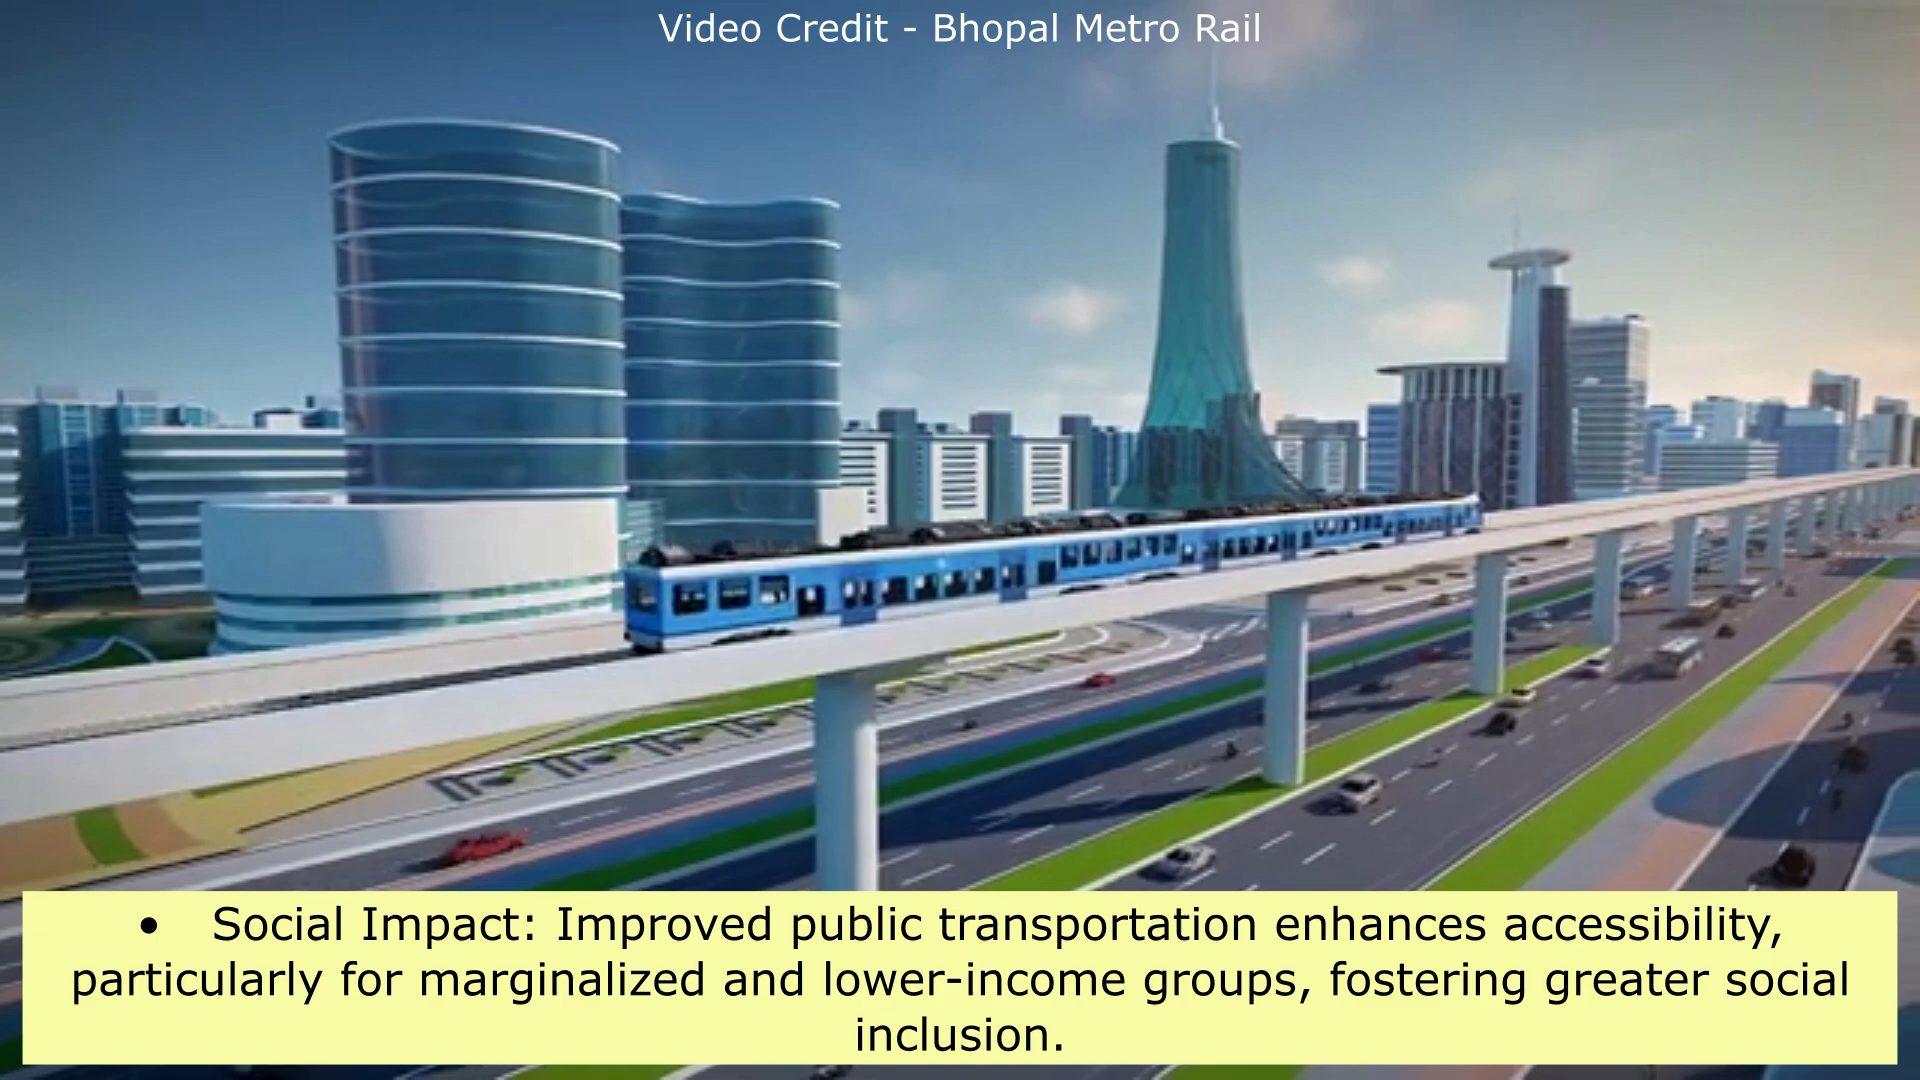 Video Credit - Bhopal Metro Rail
• Social Impact: Improved public transportation enhances accessibility,
particularly for marginalized and lower-income groups, fostering greater social
inclusion.